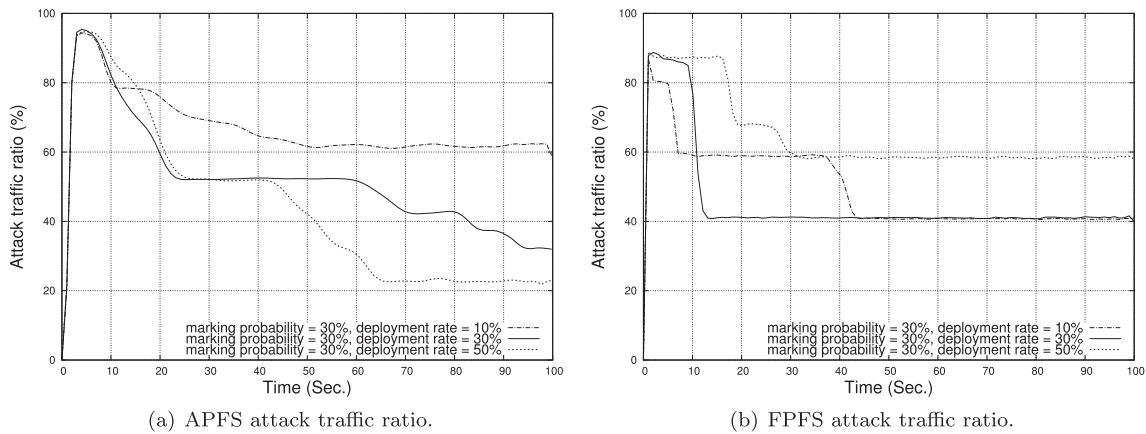 100
80
60
40
20
0
Attack traffic ratio (%)
marking probability = 30%, deployment rate = 10%
marking probability = 30%, deployment rate = 30%
marking probability = 30%, deployment rate = 50%
0 10 20 30 40 50 60 70 80 90 100
Time (Sec.)
(a) APFS attack traffic ratio.
100
80
60
40
20
0
Attack traffic ratio (%)
marking probability = 30%, deployment rate = 10%
marking probability = 30%, deployment rate = 30%
marking probability = 30%, deployment rate = 50%
0 10 20 30 40 50 60 70 80 90 100
Time (Sec.)
(b) FPFS attack traffic ratio.